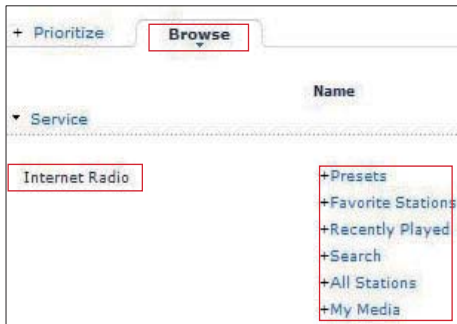 + Prioritize Browse
Name
Service
Internet Radio +Presets
+Favorite Stations
+Recently Played
+Search
+All Stations
+My Media